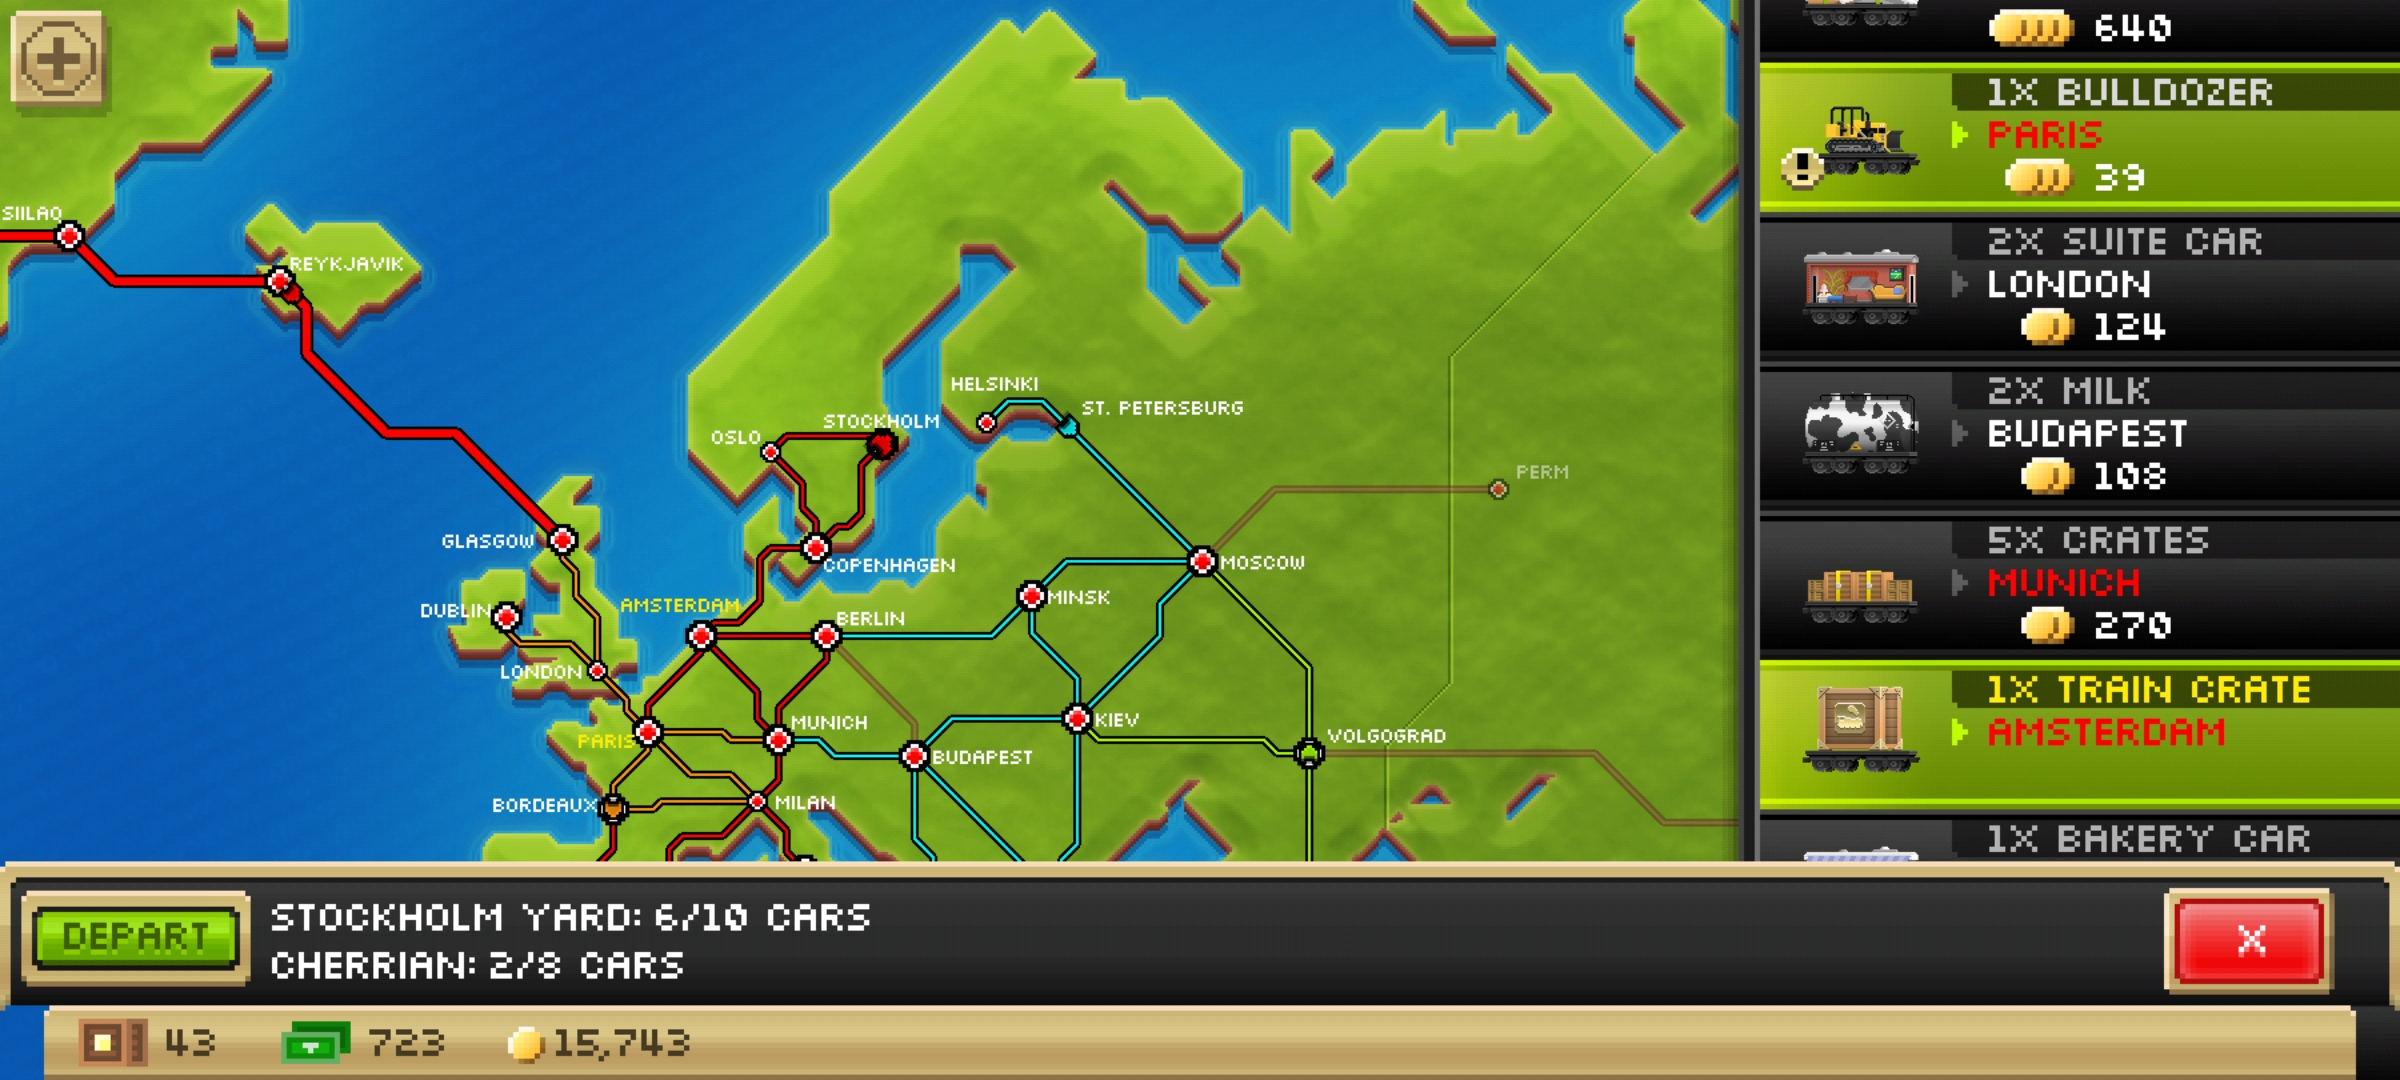 SIILAQ
REYKJAVIK
HELSINKI
ST. PETERSBURG
STOCKHOLM
OSLO
PERM
GLASGOW
COPENHAGEN
MOSCOW
DUBLIN
AMSTERDAM
BERLIN
MINSK
LONDON
PARIS
MUNICH
KIEV
BUDAPEST
VOLGOGRAD
BORDEAUX
MILAN
640
1X BULLDOZER
PARIS
39
2X SUITE CAR
LONDON
124
2X MILK
BUDAPEST
108
5X CRATES
MUNICH
270
1X TRAIN CRATE
AMSTERDAM
1X BAKERY CAR
DEPART
STOCKHOLM YARD: 6/10 CARS
CHERRIAN: 2/8 CARS
X
43
723
15,743